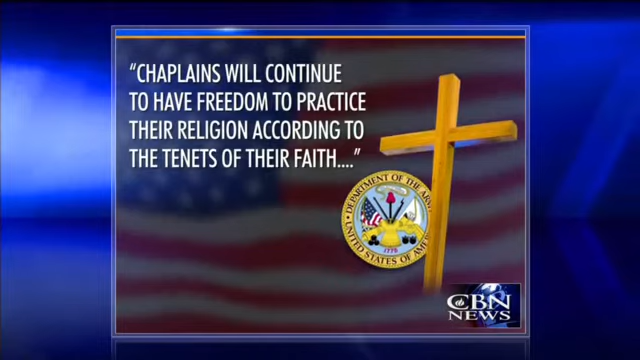 “CHAPLAINS WILL CONTINUE
TO HAVE FREEDOM TO PRACTICE
THEIR RELIGION ACCORDING TO
THE TENETS OF THEIR FAITH....”
DEPARTMENT OF THE ARMY
UNITED STATES OF AMERICA
1775
CBN
NEWS